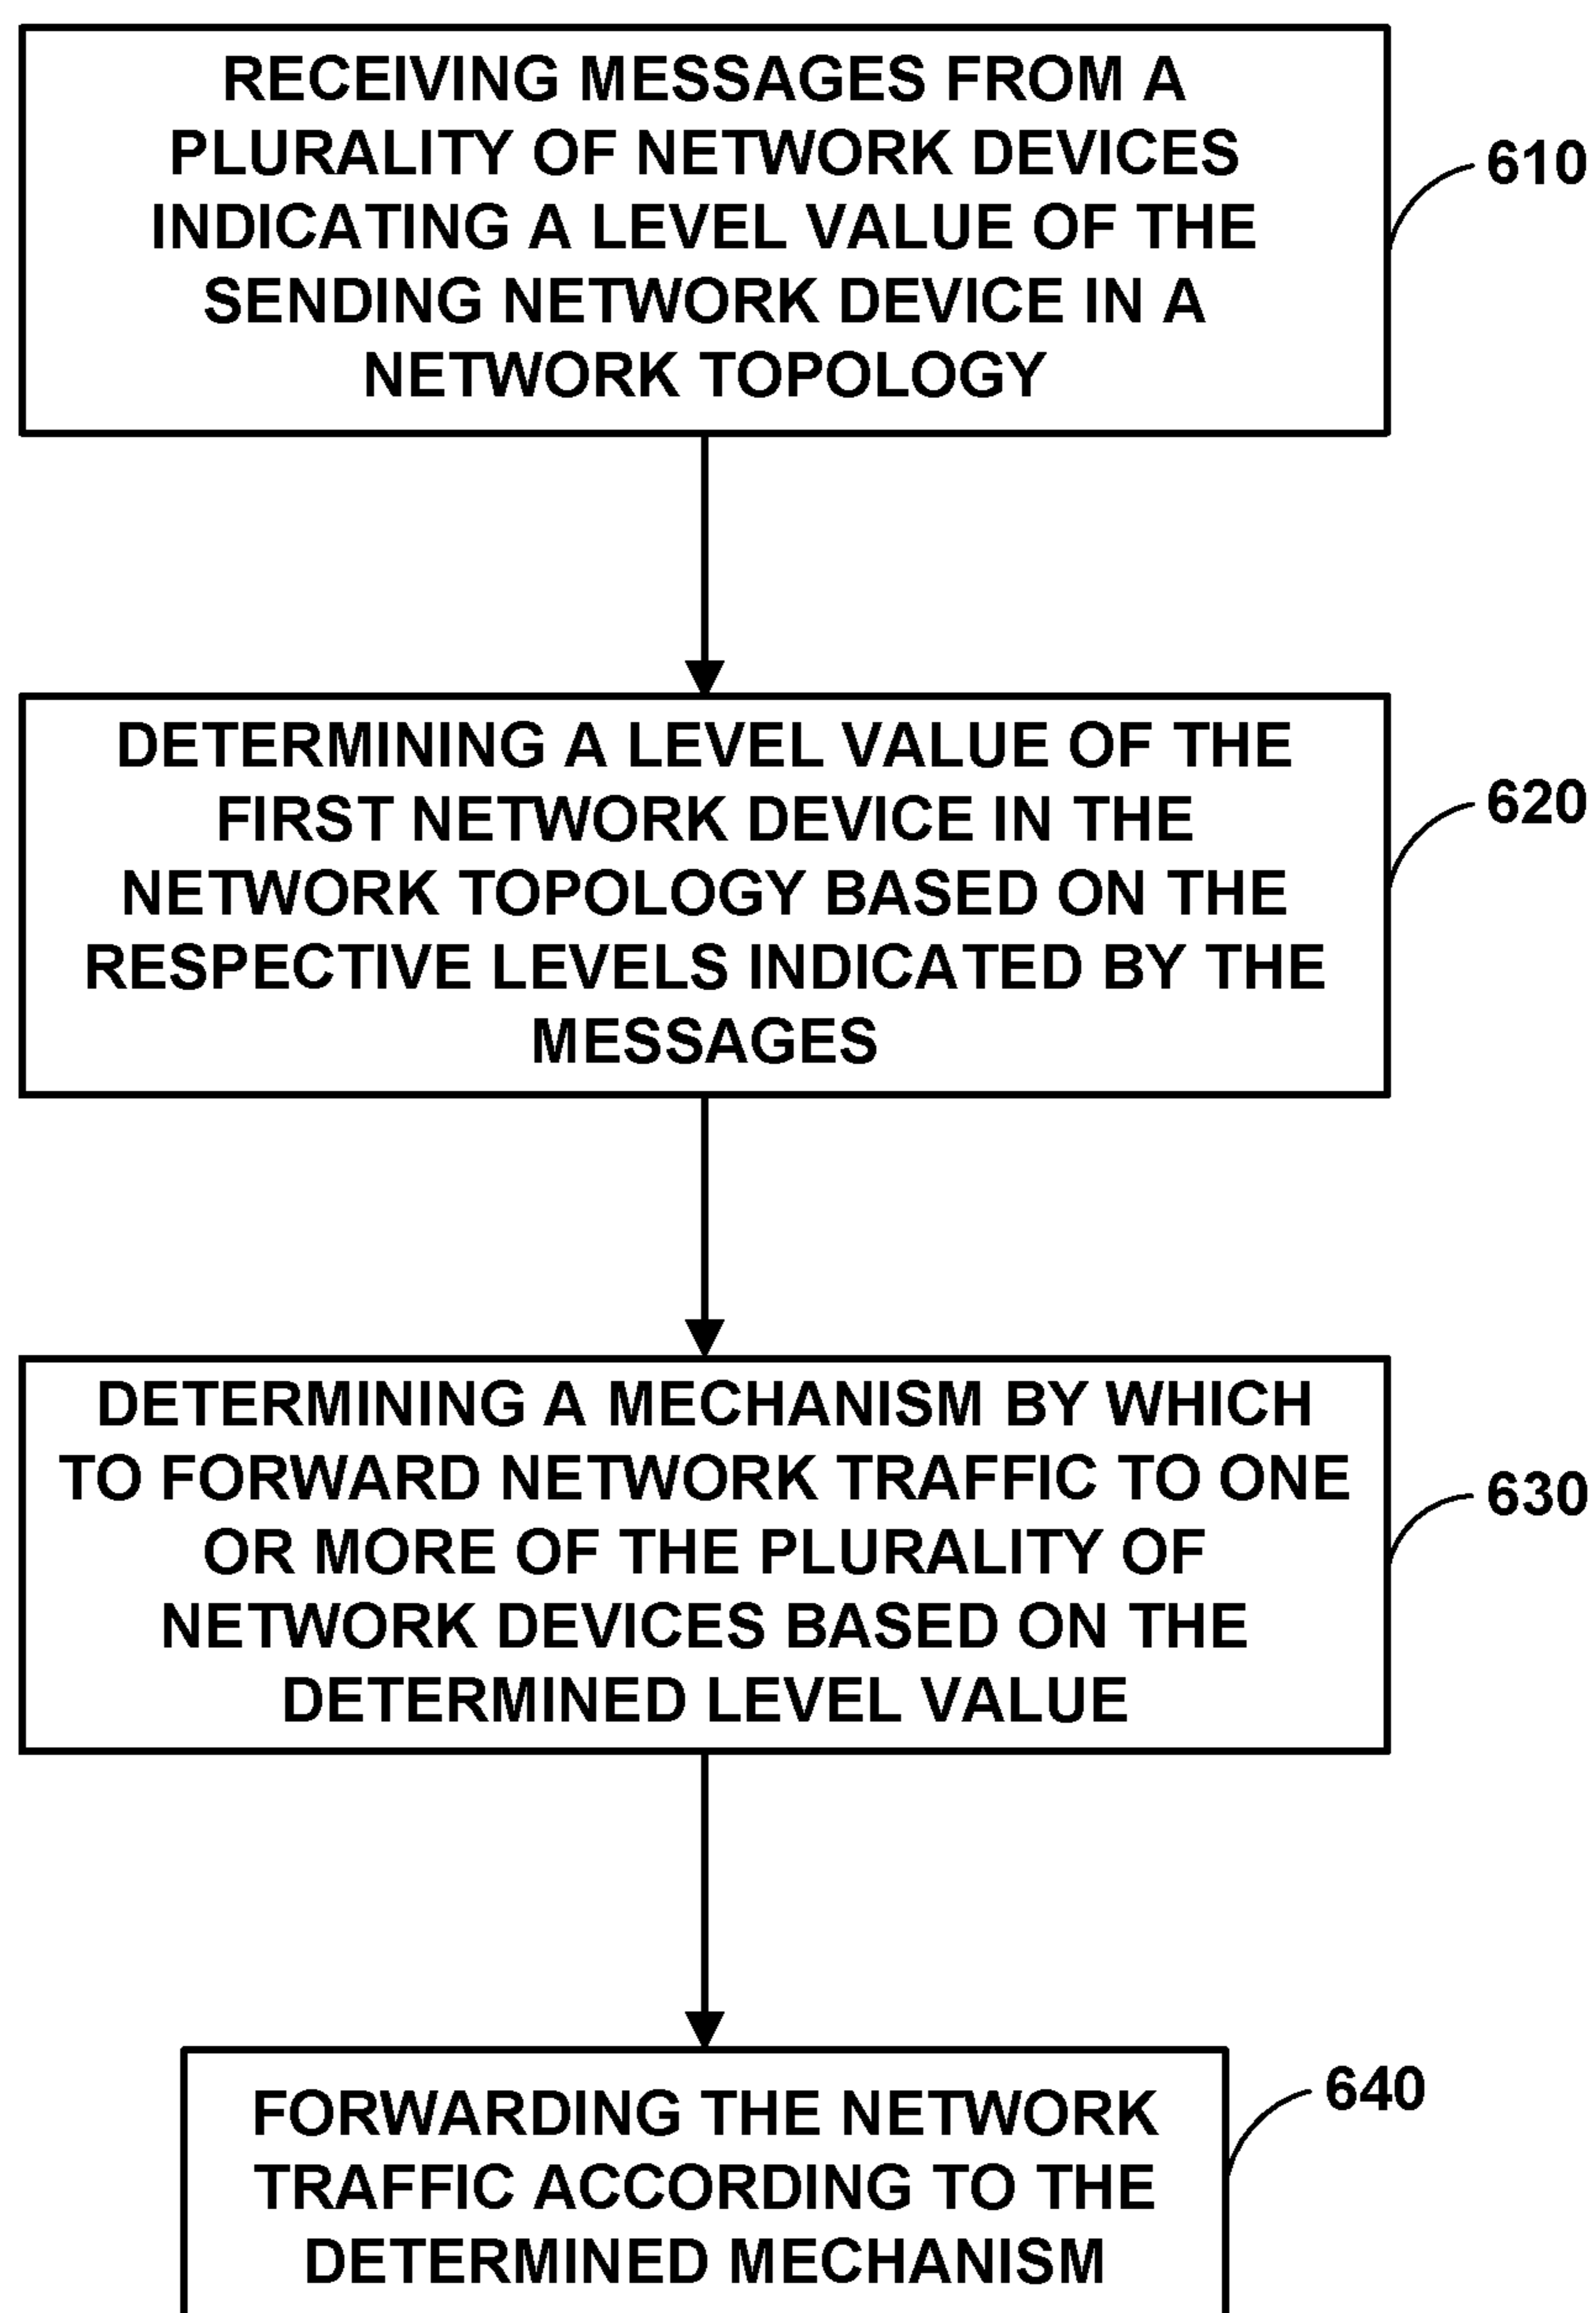 RECEIVING MESSAGES FROM A
PLURALITY OF NETWORK DEVICES
INDICATING A LEVEL VALUE OF THE
SENDING NETWORK DEVICE IN A
NETWORK TOPOLOGY
610
DETERMINING A LEVEL VALUE OF THE
FIRST NETWORK DEVICE IN THE
NETWORK TOPOLOGY BASED ON THE
RESPECTIVE LEVELS INDICATED BY THE
MESSAGES
620
DETERMINING A MECHANISM BY WHICH
TO FORWARD NETWORK TRAFFIC TO ONE
OR MORE OF THE PLURALITY OF
NETWORK DEVICES BASED ON THE
DETERMINED LEVEL VALUE
630
FORWARDING THE NETWORK
TRAFFIC ACCORDING TO THE
DETERMINED MECHANISM
640